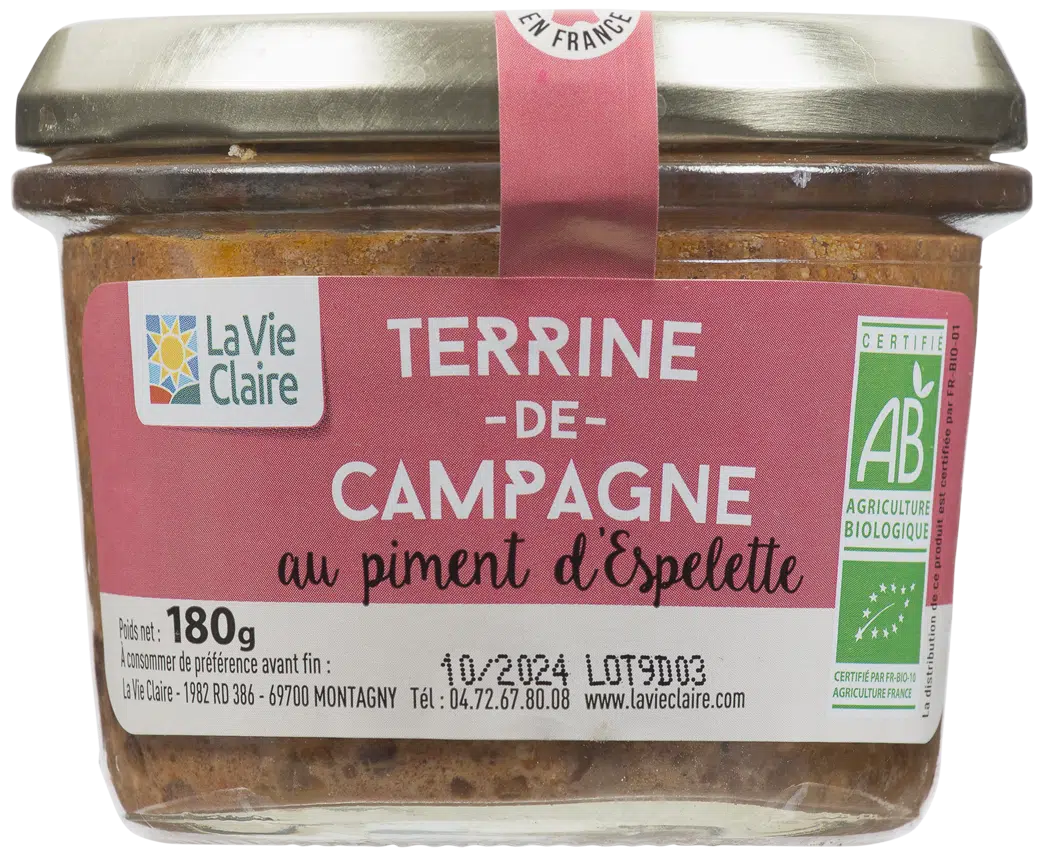 EN FRANCE
La Vie
Claire
TERRINE
-DE-
CAMPAGNE
au piment d'Espelette
CERTIFIÉ
AB
AGRICULTURE
BIOLOGIQUE
CERTIFIÉ PAR FR-BIO-10
AGRICULTURE FRANCE
La distribution de ce produit est certifiée par FR-BIO-01
Poids net : 180g
À consommer de préférence avant fin :
10/2024 LOT9D03
La Vie Claire - 1982 RD 386 - 69700 MONTAGNY Tél : 04.72.67.80.08 www.lavieclaire.com